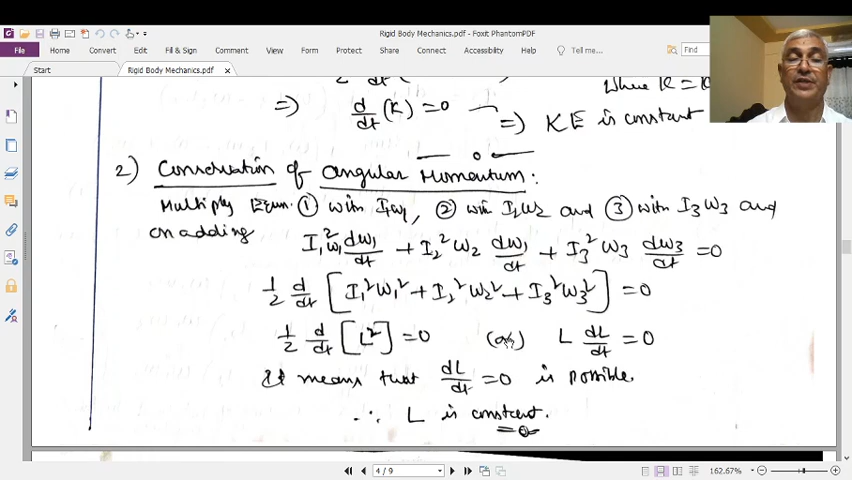 Rigid Body Mechanics.pdf - Foxit PhantomPDF
File Home Edit Fill & Sign Comment View Form Protect Connect Accessibility Help Tell me... Find
Start Rigid Body Mechanics.pdf
where K = K
=> d/dt (K) = 0 => KE is constant
2) Conservation of angular Momentum:
Multiply Equn. ① with I1ω1, ② with I2ω2 and ③ with I3ω3 and
on adding
I1²ω1 dω1/dt + I2²ω2 dω1/dt + I3²ω3 dω3/dt = 0
1/2 d/dt [I1²ω1² + I2²ω2² + I3²ω3²] = 0
1/2 d/dt [L²] = 0 (or) L dL/dt = 0
It means that dL/dt = 0 is possible.
∴ L is constant.
4 / 9 162.67%